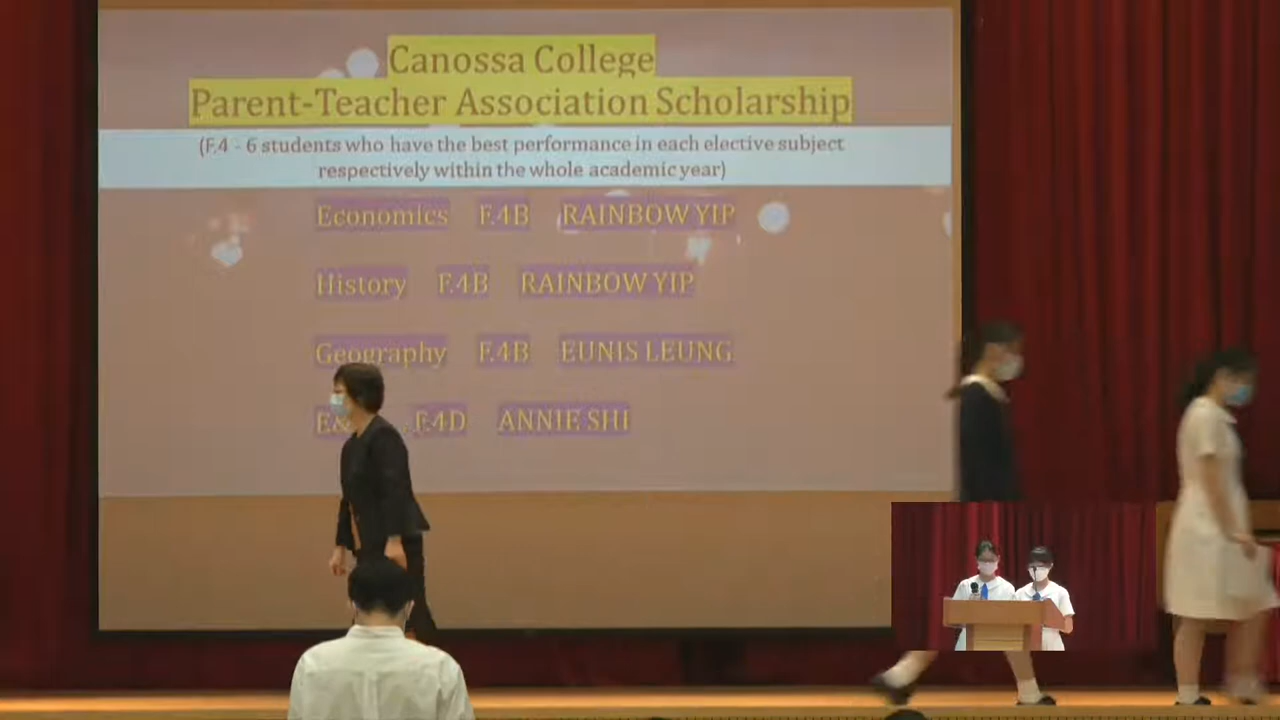 Canossa College
Parent-Teacher Association Scholarship
(F.4 - 6 students who have the best performance in each elective subject
respectively within the whole academic year)
Economics F.4B RAINBOW YIP
History F.4B RAINBOW YIP
Geography F.4B EUNIS LEUNG
F.4D ANNIE SHI